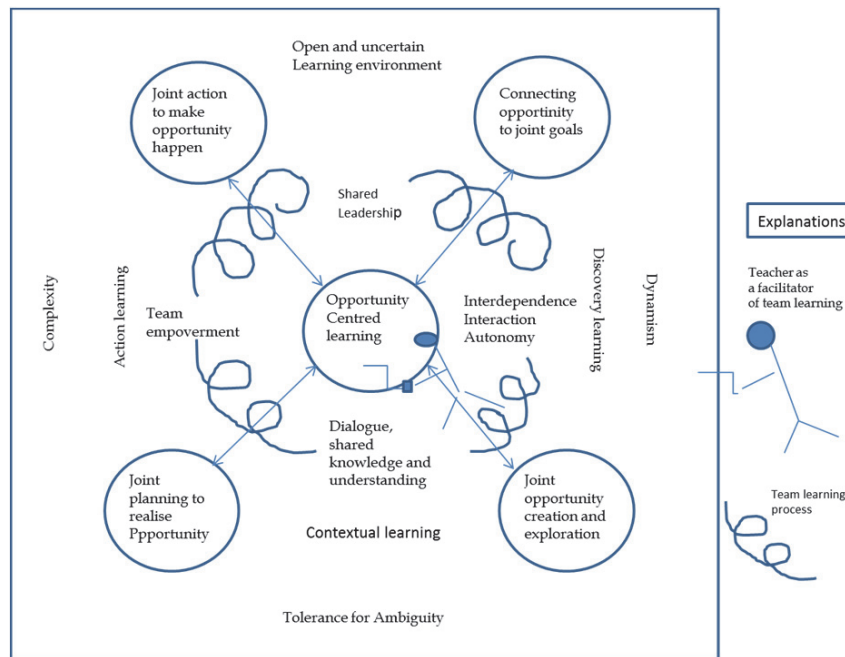 Open and uncertain
Learning environment
Joint action
to make
opportunity
happen
Connecting
opportinity
to joint goals
Shared
Leadership
Complexity
Action learning
Team
empoverment
Opportunity
Centred
learning
Interdependence
Interaction
Autonomy
Discovery learning
Dynamism
Dialogue,
shared
knowledge and
understanding
Joint
planning to
realise
Ppportunity
Joint
opportunity
creation and
exploration
Contextual learning
Tolerance for Ambiguity
Explanations
Teacher as
a facilitator
of team learning
Team learning
process